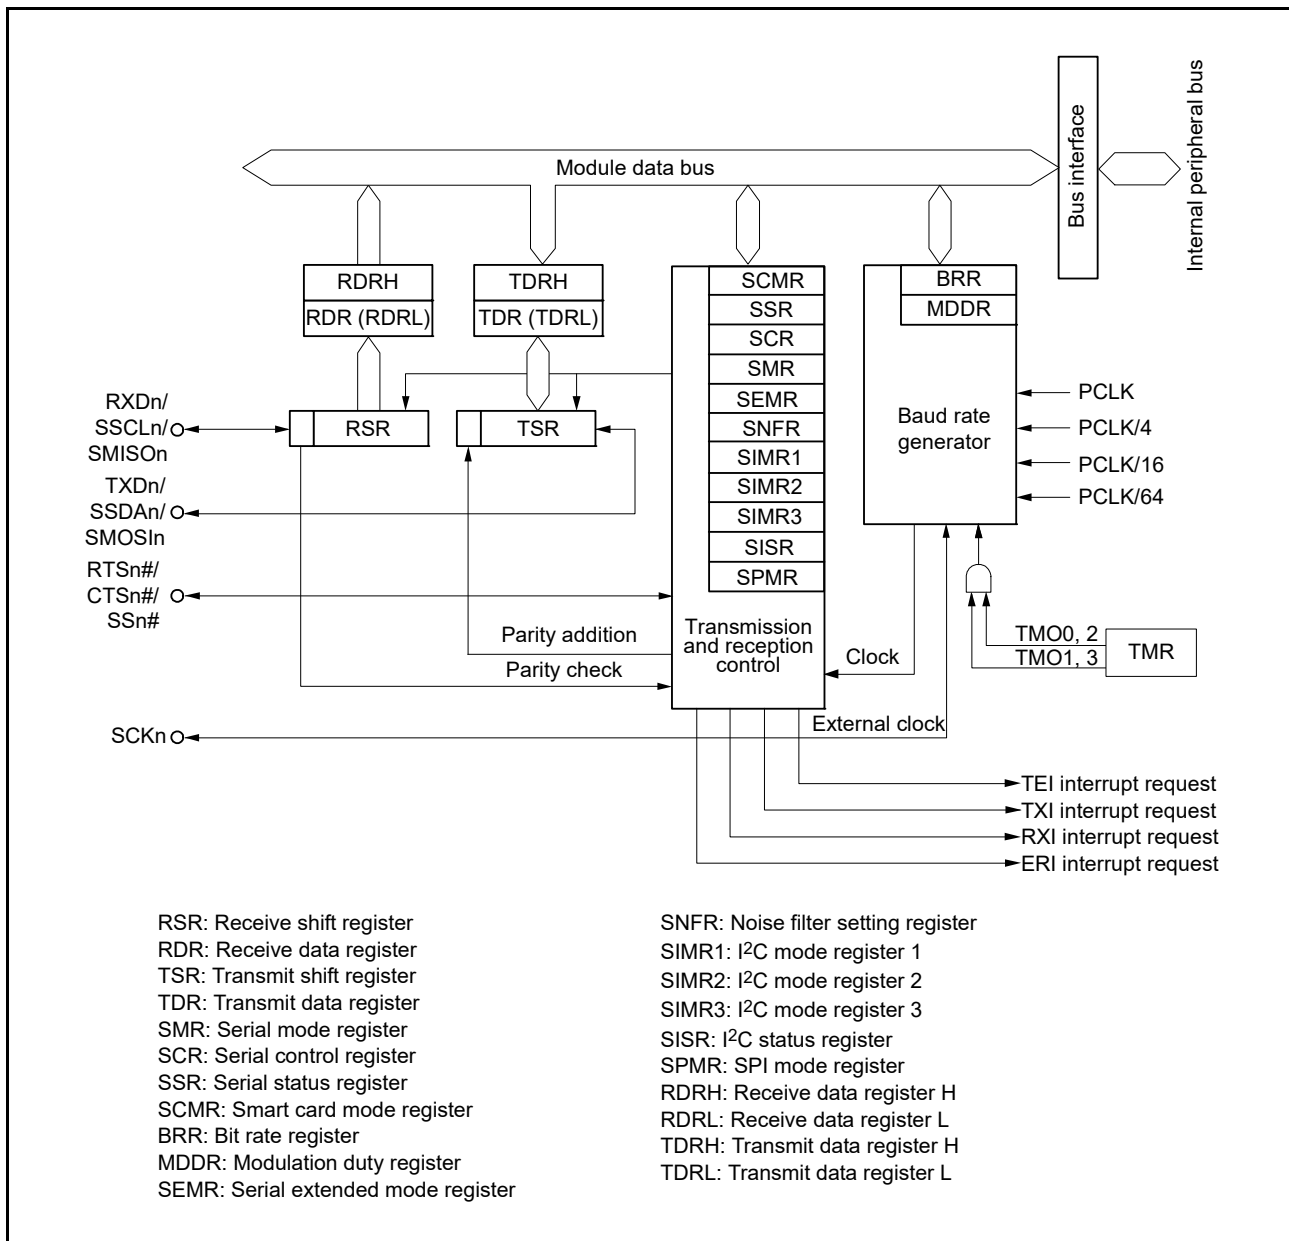 Module data bus
Bus interface
Internal peripheral bus
RDRH
RDR (RDRL)
TDRH
TDR (TDRL)
SCMR
SSR
SCR
SMR
SEMR
SNFR
SIMR1
SIMR2
SIMR3
SISR
SPMR
Transmission
and reception
control
BRR
MDDR
Baud rate
generator
PCLK
PCLK/4
PCLK/16
PCLK/64
RXDn/
SSCLn/
SMISOn
RSR
TSR
TXDn/
SSDAn/
SMOSIn
RTSn#/
CTSn#/
SSn#
Parity addition
Parity check
Clock
TMO0, 2
TMO1, 3
TMR
SCKn
External clock
TEI interrupt request
TXI interrupt request
RXI interrupt request
ERI interrupt request
RSR: Receive shift register
RDR: Receive data register
TSR: Transmit shift register
TDR: Transmit data register
SMR: Serial mode register
SCR: Serial control register
SSR: Serial status register
SCMR: Smart card mode register
BRR: Bit rate register
MDDR: Modulation duty register
SEMR: Serial extended mode register
SNFR: Noise filter setting register
SIMR1: I2C mode register 1
SIMR2: I2C mode register 2
SIMR3: I2C mode register 3
SISR: I2C status register
SPMR: SPI mode register
RDRH: Receive data register H
RDRL: Receive data register L
TDRH: Transmit data register H
TDRL: Transmit data register L